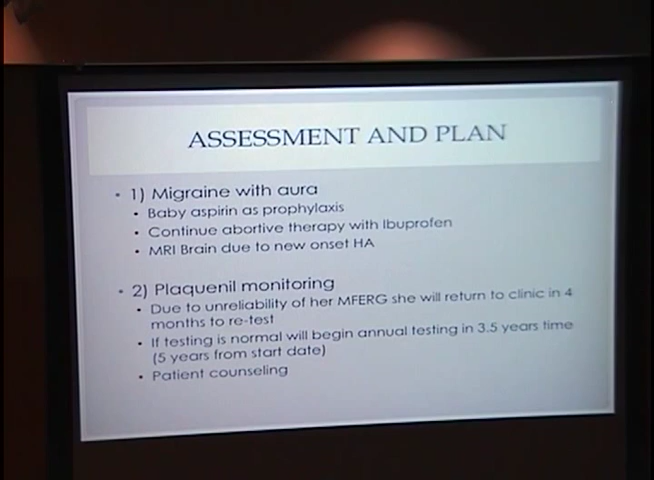 ASSESSMENT AND PLAN
• 1) Migraine with aura
• Baby aspirin as prophylaxis
• Continue abortive therapy with Ibuprofen
• MRI Brain due to new onset HA
• 2) Plaquenil monitoring
• Due to unreliability of her MFERG she will return to clinic in 4
months to re-test
• If testing is normal will begin annual testing in 3.5 years time
(5 years from start date)
• Patient counseling